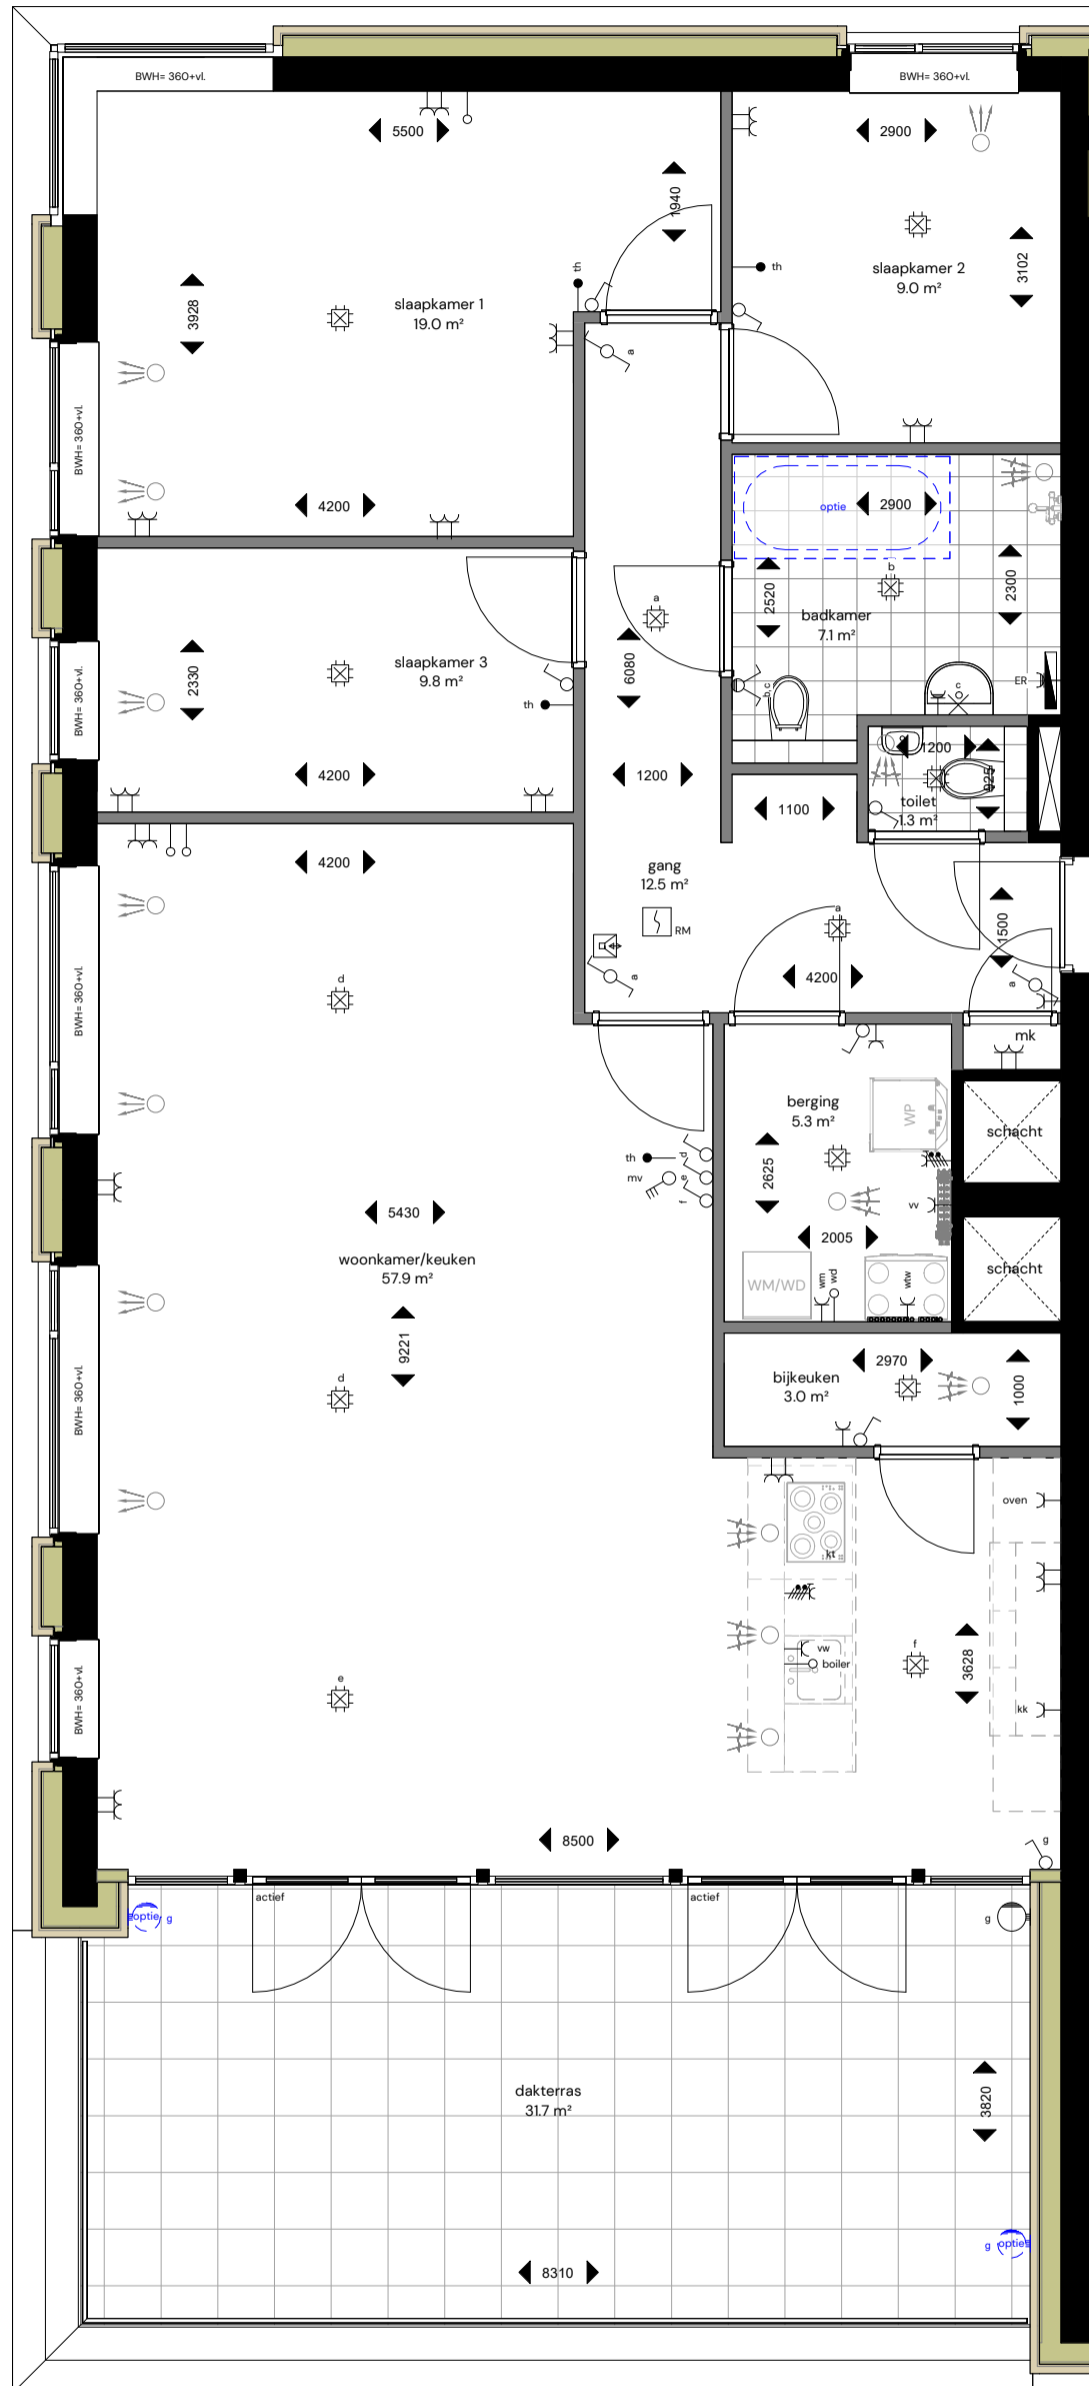 BWH= 360+vl.
BWH= 360+vl.
5500
2900
1940
th
th
slaapkamer 2
9.0 m²
3102
3928
slaapkamer 1
19.0 m²
a
BWH= 360+vl.
4200
optie
2900
b
2520
2300
a
badkamer
7.1 m²
BWH= 360+vl.
2330
slaapkamer 3
9.8 m²
6080
th
b,c
c
ER
4200
1200
1200
925
toilet
1.3 m²
1100
4200
gang
12.5 m²
RM
a
1500
BWH= 360+vl.
d
a
4200
a
mk
berging
5.3 m²
WP
schacht
th
d
mv
e
f
2625
vv
5430
2005
woonkamer/keuken
57.9 m²
schacht
WM/WD
wm
wd
wtw
9221
BWH= 360+vl.
d
bijkeuken
3.0 m²
2970
1000
oven
kt
vw
boiler
f
3628
BWH= 360+vl.
e
kk
8500
g
actief
actief
optie
g
g
dakterras
31.7 m²
3820
g
optie
8310